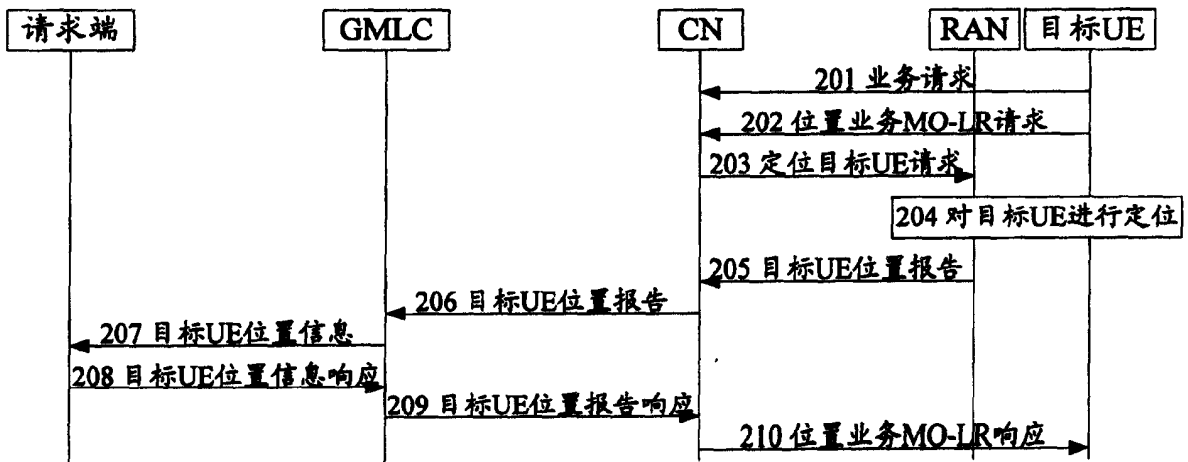 请求端
GMLC
CN
RAN
目标UE
201 业务请求
202 位置业务MO-LR请求
203 定位目标UE请求
204 对目标UE进行定位
205 目标UE位置报告
206 目标UE位置报告
207 目标UE位置信息
208 目标UE位置信息响应
209 目标UE位置报告响应
210 位置业务MO-LR响应